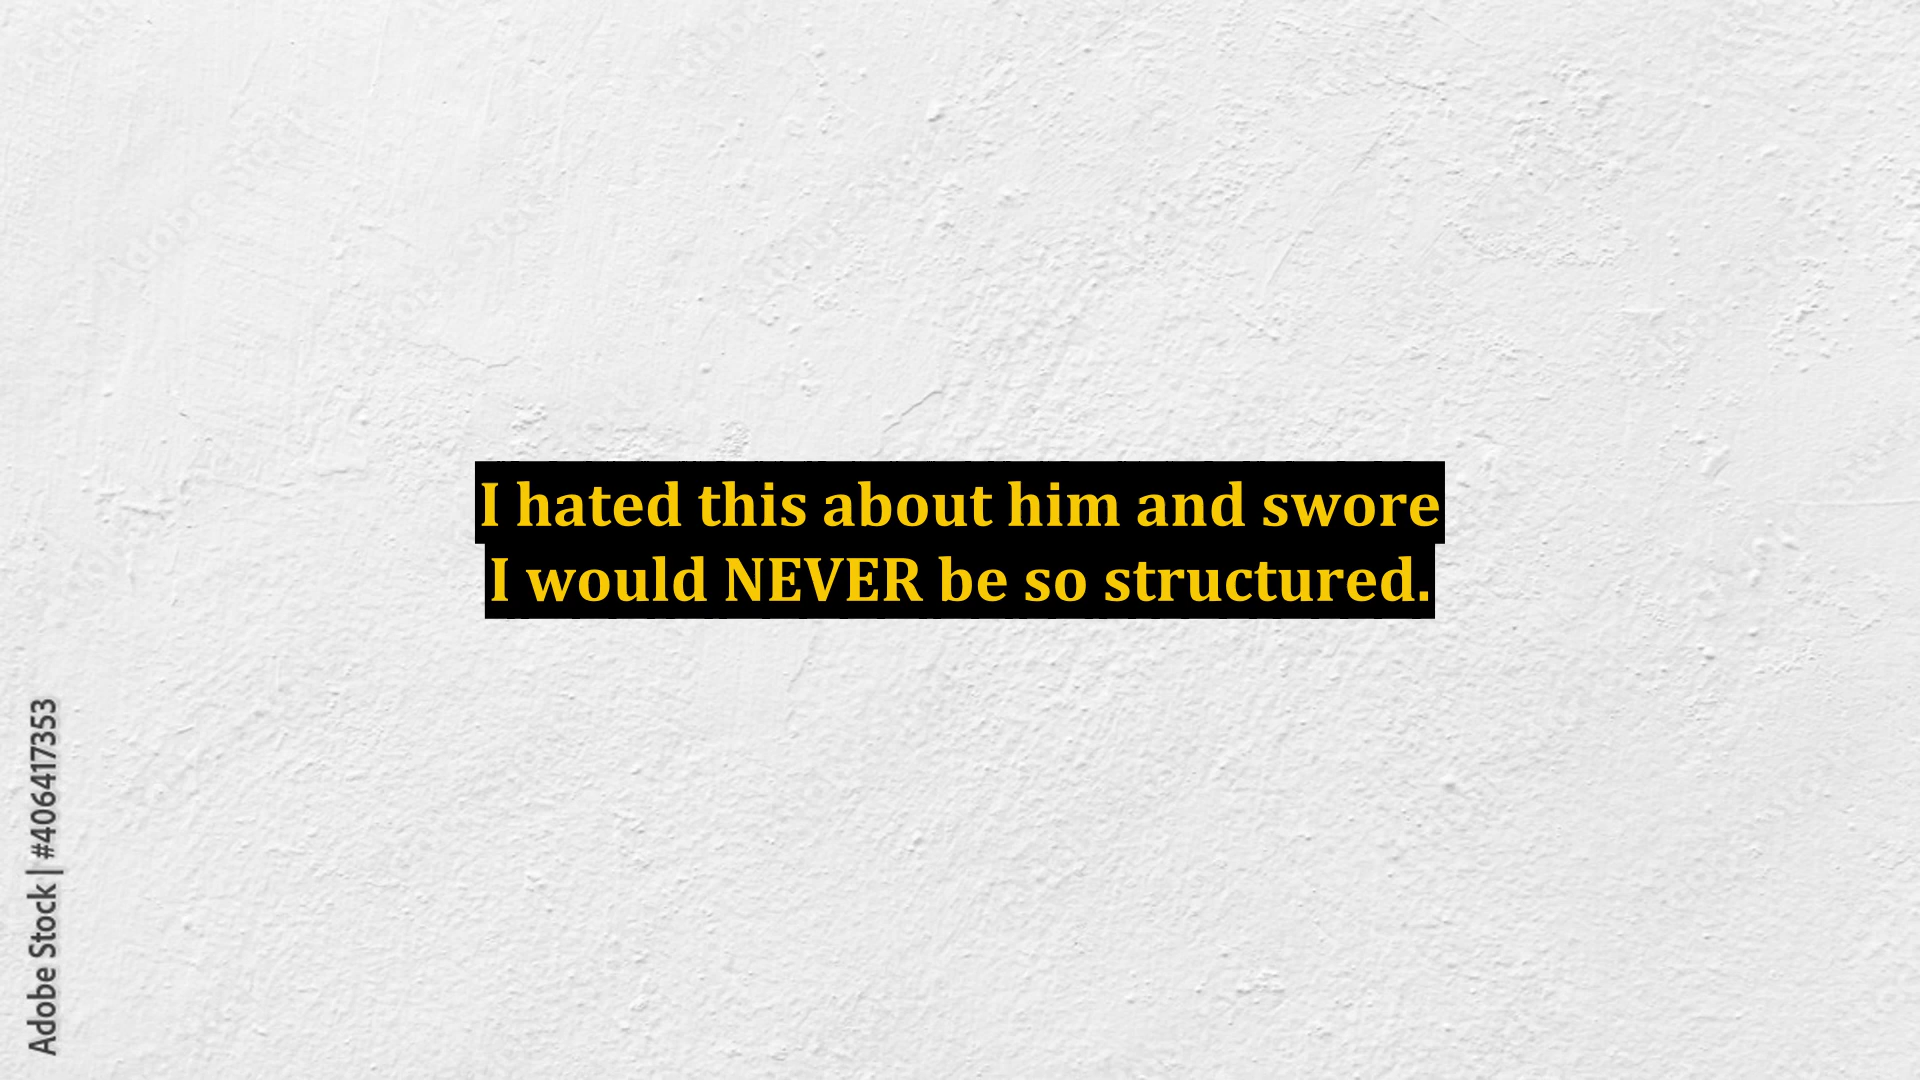 I hated this about him and swore
I would NEVER be so structured.
Adobe Stock | #406417353